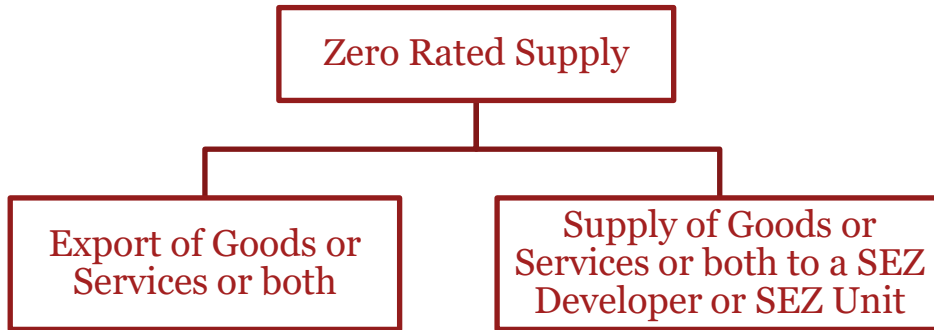 Zero Rated Supply
Export of Goods or
Services or both
Supply of Goods or
Services or both to a SEZ
Developer or SEZ Unit